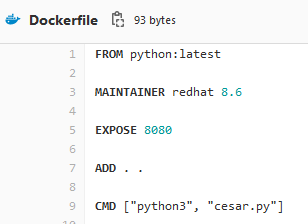 Dockerfile 93 bytes
1 FROM python:latest
2
3 MAINTAINER redhat 8.6
4
5 EXPOSE 8080
6
7 ADD . .
8
9 CMD ["python3", "cesar.py"]
10